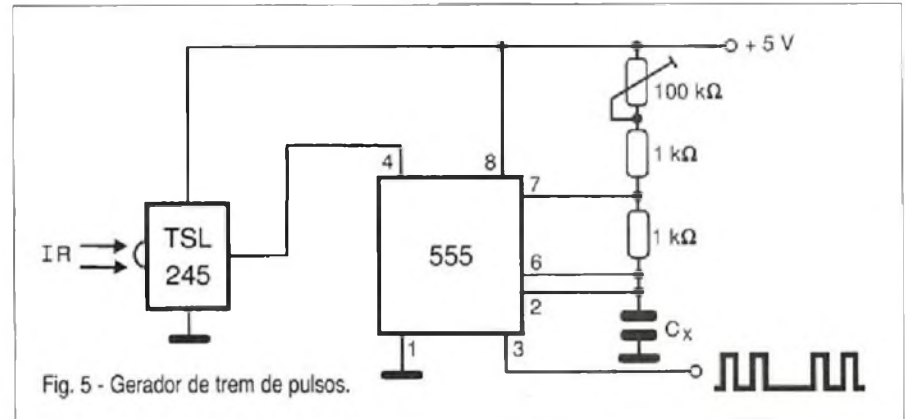 + 5 V
100 kΩ
4
8
1 kΩ
7
TSL
245
IR
555
1 kΩ
6
2
Cx
1
3
Fig. 5 - Gerador de trem de pulsos.